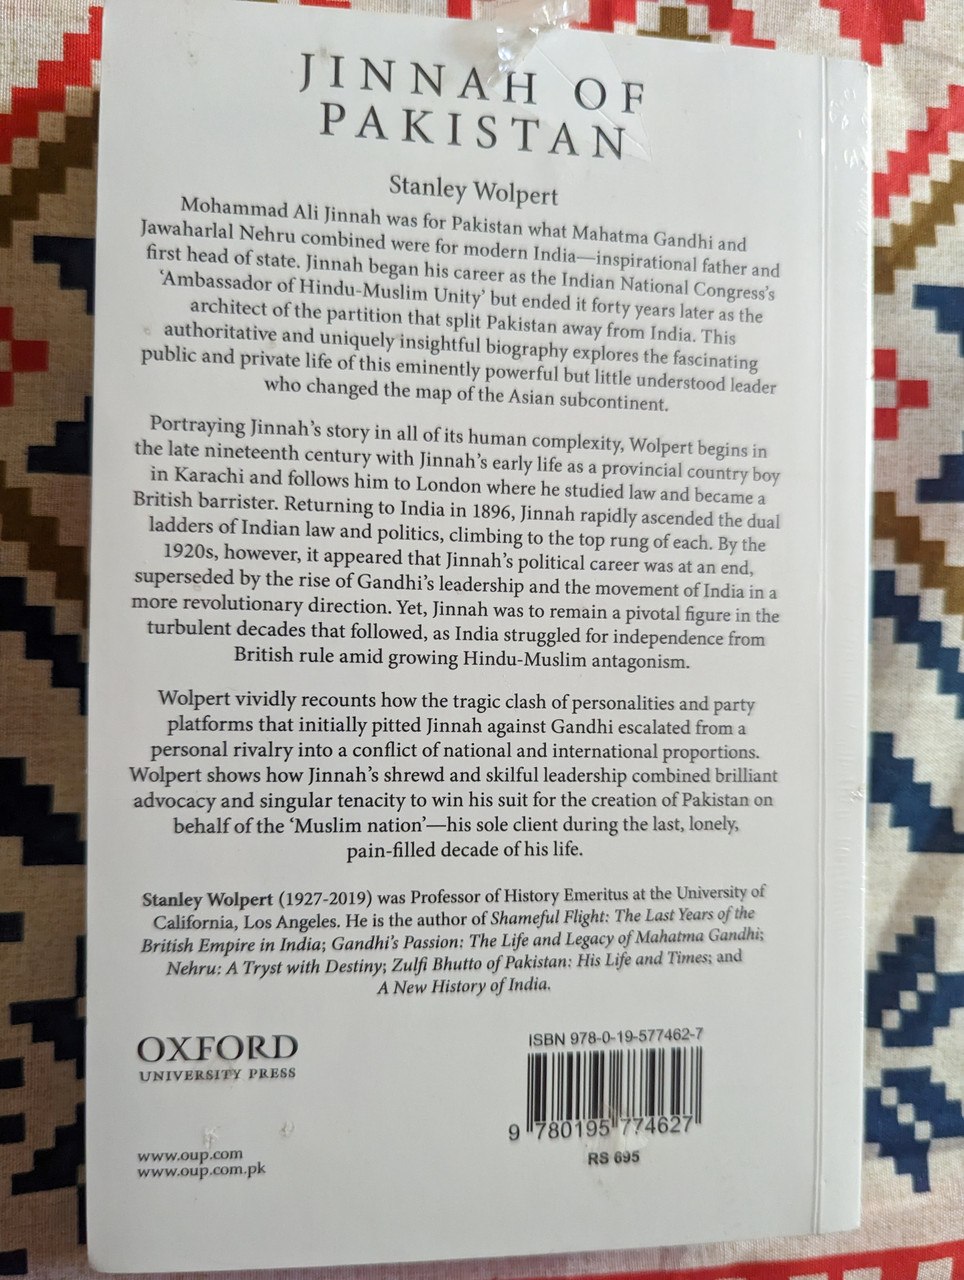 JINNAH OF
PAKISTAN
Stanley Wolpert
Mohammad Ali Jinnah was for Pakistan what Mahatma Gandhi and
Jawaharlal Nehru combined were for modern India—inspirational father and
first head of state. Jinnah began his career as the Indian National Congress's
'Ambassador of Hindu-Muslim Unity' but ended it forty years later as the
architect of the partition that split Pakistan away from India. This
authoritative and uniquely insightful biography explores the fascinating
public and private life of this eminently powerful but little understood leader
who changed the map of the Asian subcontinent.
Portraying Jinnah's story in all of its human complexity, Wolpert begins in
the late nineteenth century with Jinnah's early life as a provincial country boy
in Karachi and follows him to London where he studied law and became a
British barrister. Returning to India in 1896, Jinnah rapidly ascended the dual
ladders of Indian law and politics, climbing to the top rung of each. By the
1920s, however, it appeared that Jinnah's political career was at an end,
superseded by the rise of Gandhi's leadership and the movement of India in a
more revolutionary direction. Yet, Jinnah was to remain a pivotal figure in the
turbulent decades that followed, as India struggled for independence from
British rule amid growing Hindu-Muslim antagonism.
Wolpert vividly recounts how the tragic clash of personalities and party
platforms that initially pitted Jinnah against Gandhi escalated from a
personal rivalry into a conflict of national and international proportions.
Wolpert shows how Jinnah's shrewd and skilful leadership combined brilliant
advocacy and singular tenacity to win his suit for the creation of Pakistan on
behalf of the 'Muslim nation'—his sole client during the last, lonely,
pain-filled decade of his life.
Stanley Wolpert (1927-2019) was Professor of History Emeritus at the University of
California, Los Angeles. He is the author of Shameful Flight: The Last Years of the
British Empire in India; Gandhi's Passion: The Life and Legacy of Mahatma Gandhi;
Nehru: A Tryst with Destiny; Zulfi Bhutto of Pakistan: His Life and Times; and
A New History of India.
OXFORD
UNIVERSITY PRESS
www.oup.com
www.oup.com.pk
ISBN 978-0-19-577462-7
9 780195 774627
RS 695